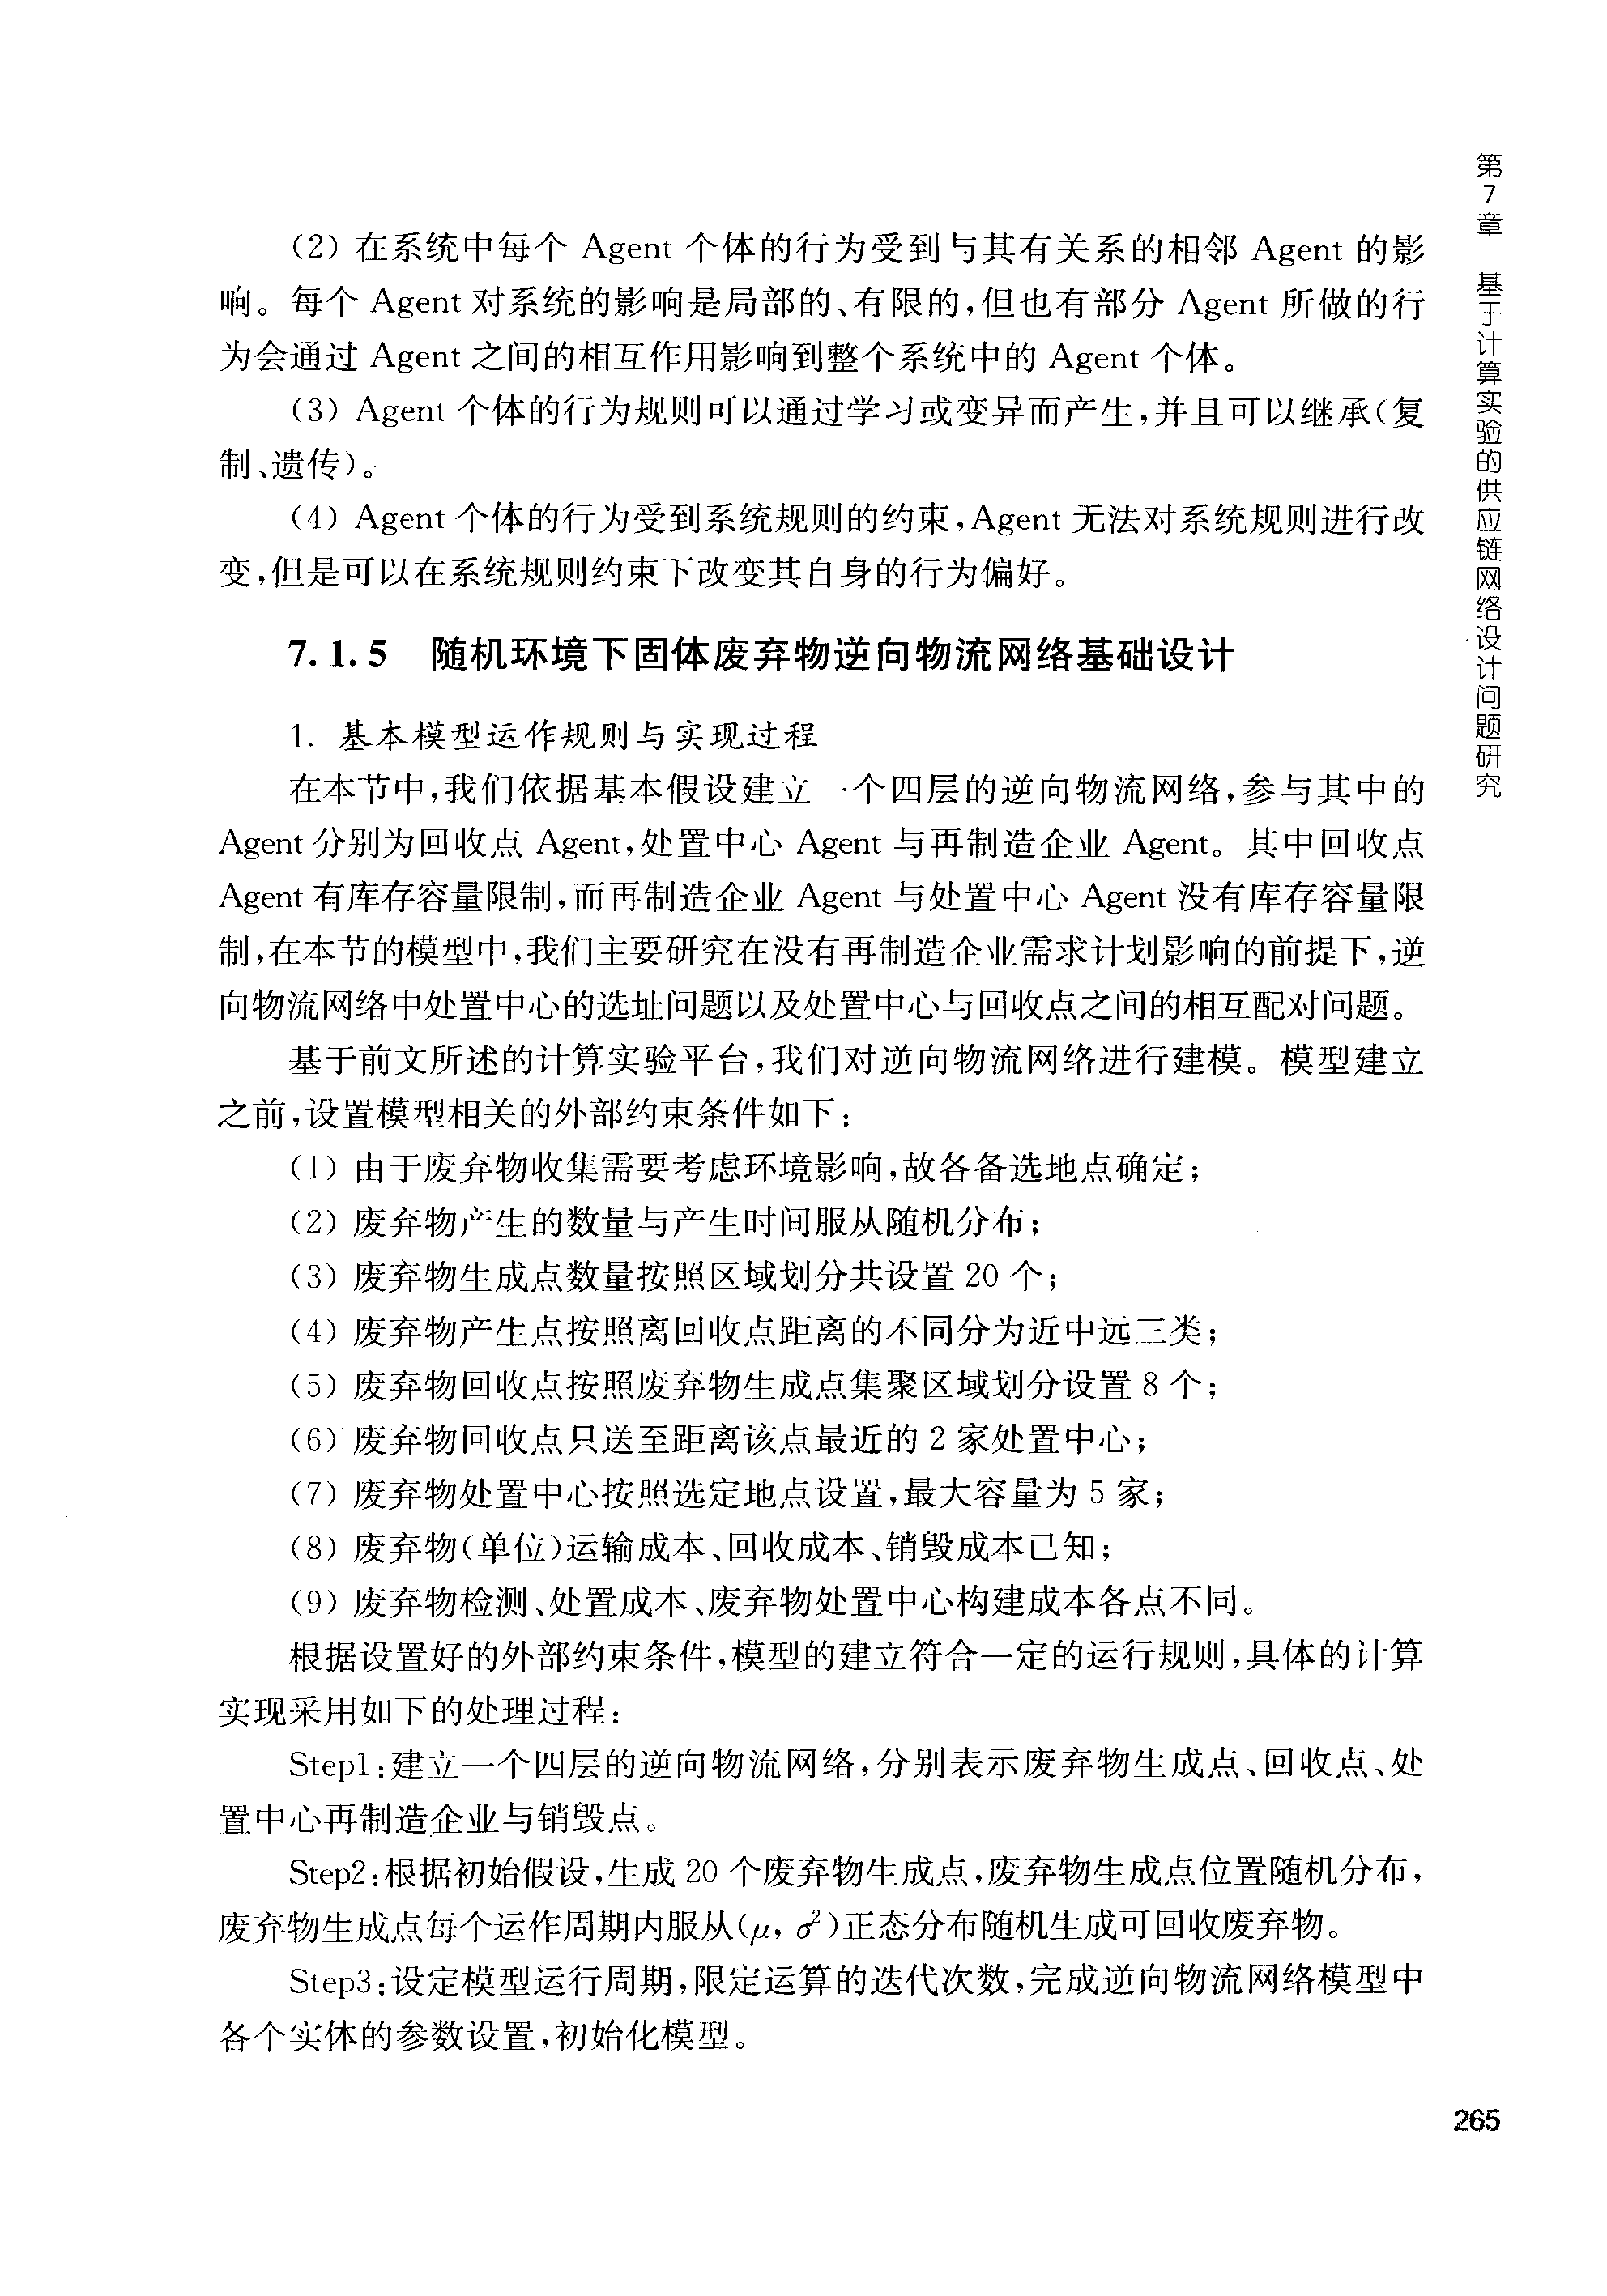 第7章 基于计算实验的供应链网络设计问题研究
(2) 在系统中每个 Agent 个体的行为受到与其有关系的相邻 Agent 的影
响。每个 Agent 对系统的影响是局部的、有限的,但也有部分 Agent 所做的行
为会通过 Agent 之间的相互作用影响到整个系统中的 Agent 个体。
(3) Agent 个体的行为规则可以通过学习或变异而产生,并且可以继承(复
制、遗传)。
(4) Agent 个体的行为受到系统规则的约束,Agent 无法对系统规则进行改
变,但是可以在系统规则约束下改变其自身的行为偏好。
7.1.5 随机环境下固体废弃物逆向物流网络基础设计
1. 基本模型运作规则与实现过程
在本节中,我们依据基本假设建立一个四层的逆向物流网络,参与其中的
Agent 分别为回收点 Agent,处置中心 Agent 与再制造企业 Agent。其中回收点
Agent 有库存容量限制,而再制造企业 Agent 与处置中心 Agent 没有库存容量限
制,在本节的模型中,我们主要研究在没有再制造企业需求计划影响的前提下,逆
向物流网络中处置中心的选址问题以及处置中心与回收点之间的相互配对问题。
基于前文所述的计算实验平台,我们对逆向物流网络进行建模。模型建立
之前,设置模型相关的外部约束条件如下:
(1) 由于废弃物收集需要考虑环境影响,故各备选地点确定;
(2) 废弃物产生的数量与产生时间服从随机分布;
(3) 废弃物生成点数量按照区域划分共设置 20 个;
(4) 废弃物产生点按照离回收点距离的不同分为近中远三类;
(5) 废弃物回收点按照废弃物生成点集聚区域划分设置 8 个;
(6) 废弃物回收点只送至距离该点最近的 2 家处置中心;
(7) 废弃物处置中心按照选定地点设置,最大容量为 5 家;
(8) 废弃物(单位)运输成本、回收成本、销毁成本已知;
(9) 废弃物检测、处置成本、废弃物处置中心构建成本各点不同。
根据设置好的外部约束条件,模型的建立符合一定的运行规则,具体的计算
实现采用如下的处理过程:
Step1:建立一个四层的逆向物流网络,分别表示废弃物生成点、回收点、处
置中心再制造企业与销毁点。
Step2:根据初始假设,生成 20 个废弃物生成点,废弃物生成点位置随机分布,
废弃物生成点每个运作周期内服从(μ, σ²)正态分布随机生成可回收废弃物。
Step3:设定模型运行周期,限定运算的迭代次数,完成逆向物流网络模型中
各个实体的参数设置,初始化模型。
265